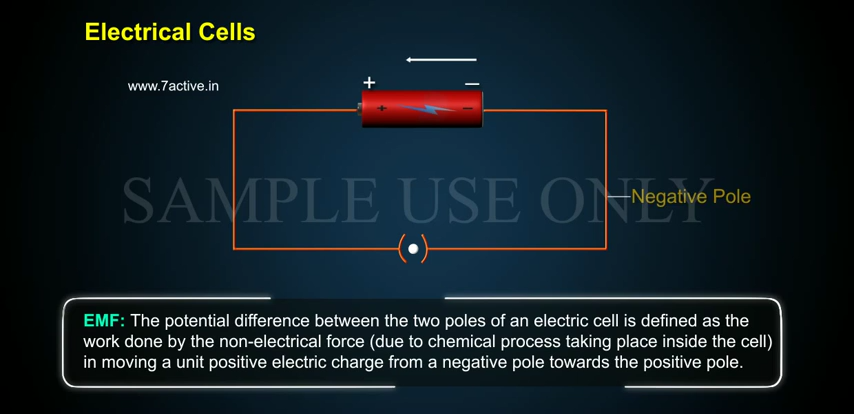 Electrical Cells
www.7active.in
+ –
+ –
SAMPLE USE ONLY
Negative Pole
EMF: The potential difference between the two poles of an electric cell is defined as the
work done by the non-electrical force (due to chemical process taking place inside the cell)
in moving a unit positive electric charge from a negative pole towards the positive pole.